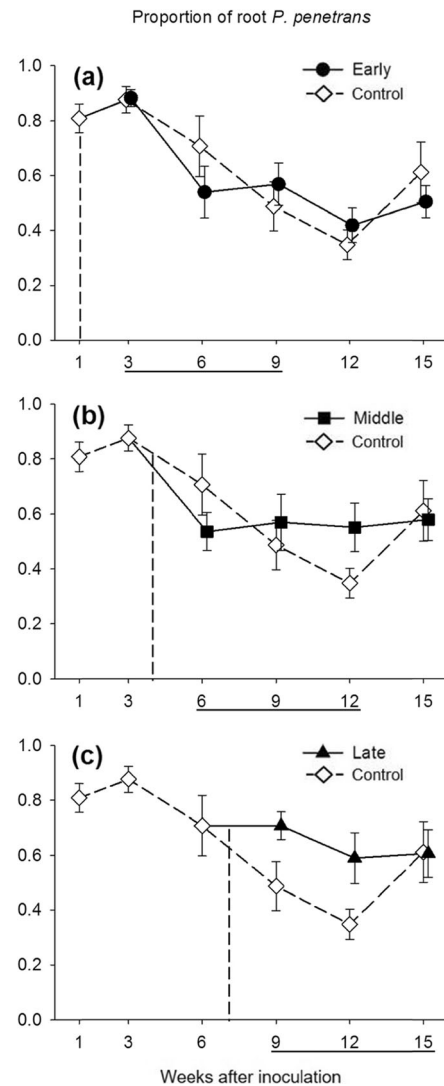 Proportion of root P. penetrans
(a)
Early
Control
1.0
0.8
0.6
0.4
0.2
0.0
1 3 6 9 12 15
(b)
Middle
Control
1.0
0.8
0.6
0.4
0.2
0.0
1 3 6 9 12 15
(c)
Late
Control
1.0
0.8
0.6
0.4
0.2
0.0
1 3 6 9 12 15
Weeks after inoculation